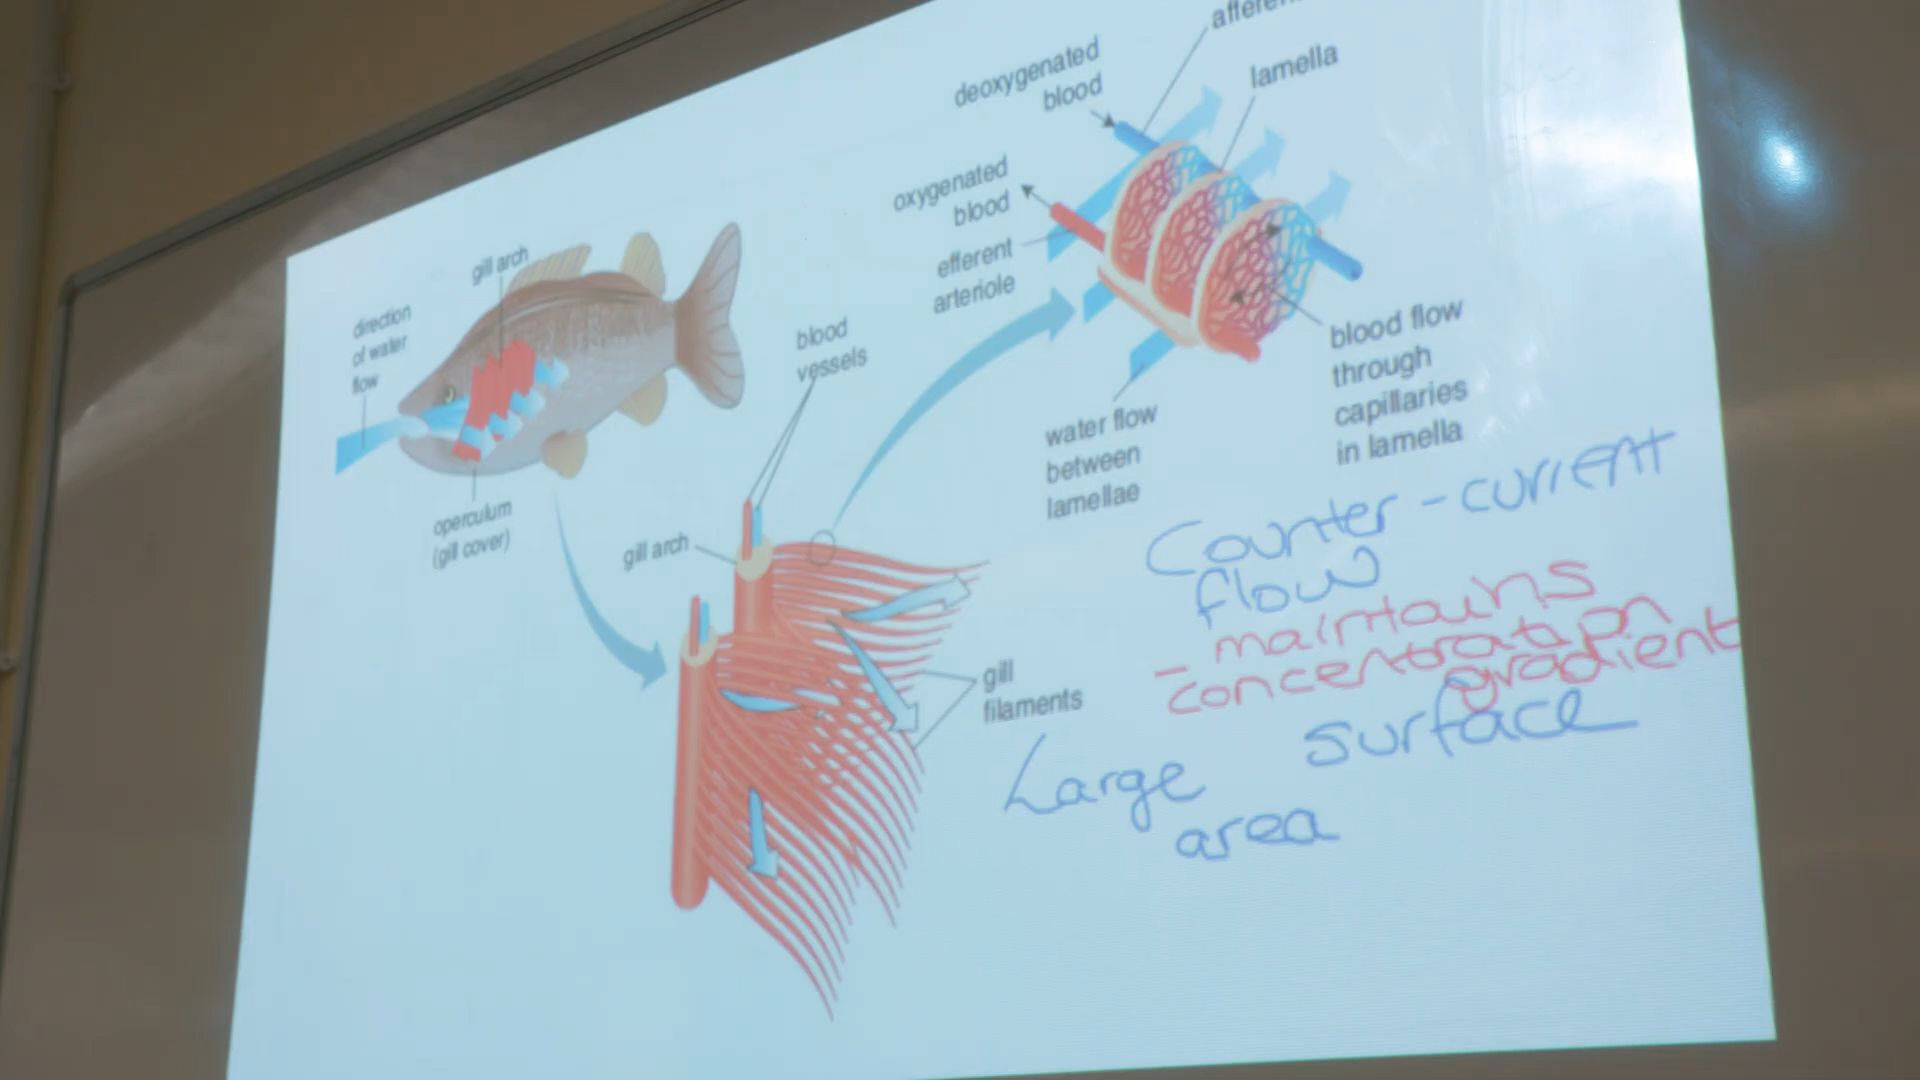 afferent
deoxygenated
blood
lamella
oxygenated
blood
efferent
arteriole
gill arch
direction
of water
flow
blood
vessels
blood flow
through
capillaries
in lamella
water flow
between
lamellae
operculum
(gill cover)
gill arch
gill
filaments
Counter - current
flow
- maintains
concentration
gradient
Large surface
area